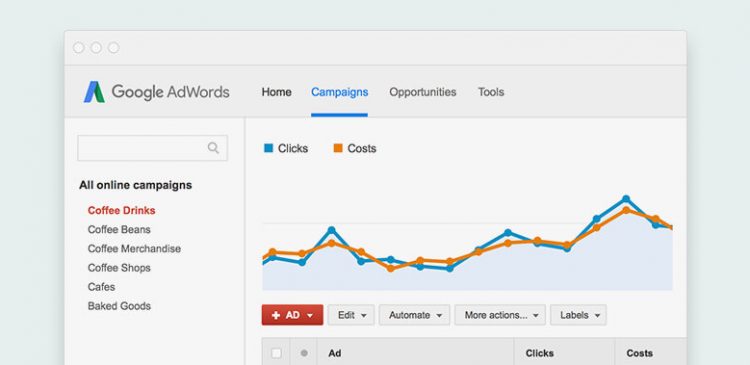 Google AdWords
Home Campaigns Opportunities Tools
Clicks Costs
All online campaigns
Coffee Drinks
Coffee Beans
Coffee Merchandise
Coffee Shops
Cafes
Baked Goods
+ AD Edit Automate More actions... Labels
Ad Clicks Costs